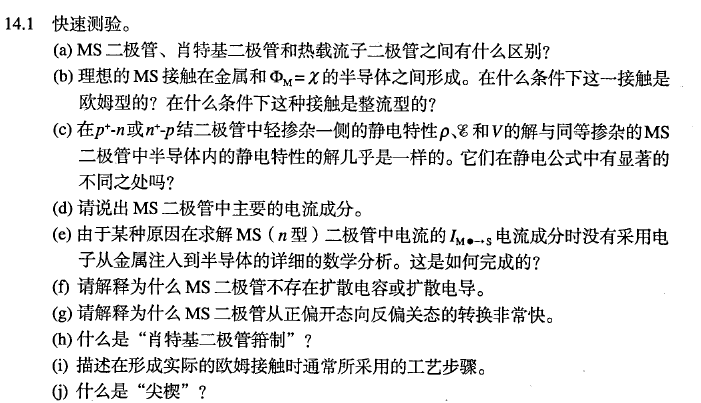 14.1 快速测验。
(a) MS 二极管、肖特基二极管和热载流子二极管之间有什么区别?
(b) 理想的 MS 接触在金属和 ΦM= χ 的半导体之间形成。在什么条件下这一接触是
欧姆型的? 在什么条件下这种接触是整流型的?
(c) 在p⁺-n或n⁺-p结二极管中轻掺杂一侧的静电特性ρ、ℰ 和V的解与同等掺杂的MS
二极管中半导体内的静电特性的解几乎是一样的。它们在静电公式中有显著的
不同之处吗?
(d) 请说出 MS 二极管中主要的电流成分。
(e) 由于某种原因在求解 MS ( n 型 ) 二极管中电流的 IM●→S 电流成分时没有采用电
子从金属注人到半导体的详细的数学分析。这是如何完成的?
(f) 请解释为什么 MS 二极管不存在扩散电容或扩散电导。
(g) 请解释为什么 MS 二极管从正偏开态向反偏关态的转换非常快。
(h) 什么是“肖特基二极管箝制”?
(i) 描述在形成实际的欧姆接触时通常所采用的工艺步骤。
(j) 什么是“尖楔”?